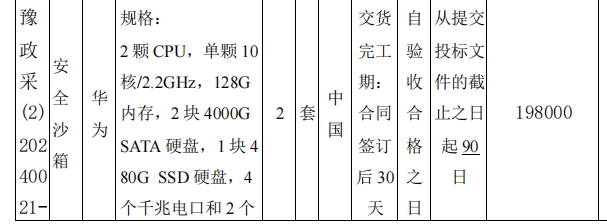 豫
政
采
(2)
202
400
21-
安
全
沙
箱
华
为
规格：
2 颗 CPU，单颗 10
核/2.2GHz，128G
内存，2 块 4000G
SATA 硬盘，1 块 4
80G SSD 硬盘，4
个千兆电口和 2 个
2
套
中
国
交货
完工
期：
合同
签订
后 30
天
自
验
收
合
格
之
日
从提交
投标文
件的截
止之日
起 90
日
198000